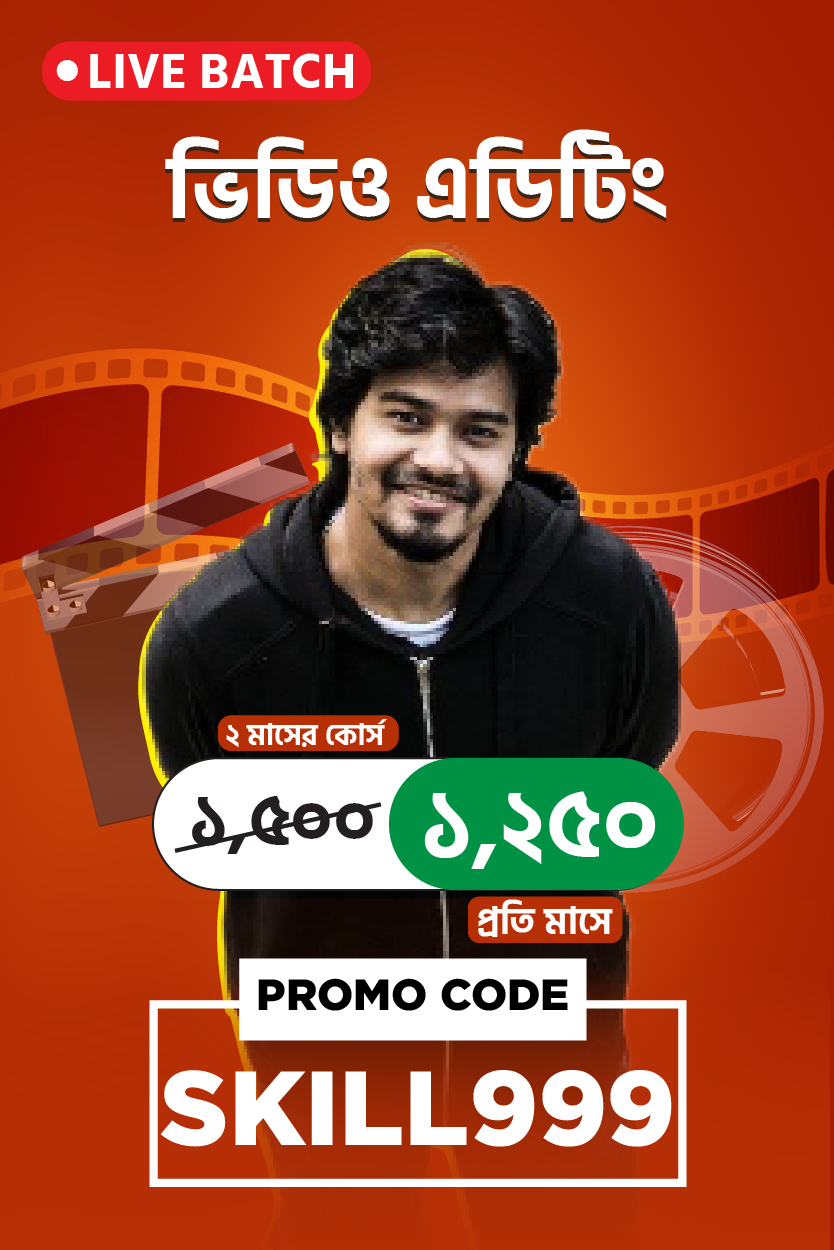 LIVE BATCH
ভিডিও এডিটিং
২ মাসের কোর্স
১,৫০০ ১,২৫০
প্রতি মাসে
PROMO CODE
SKILL999